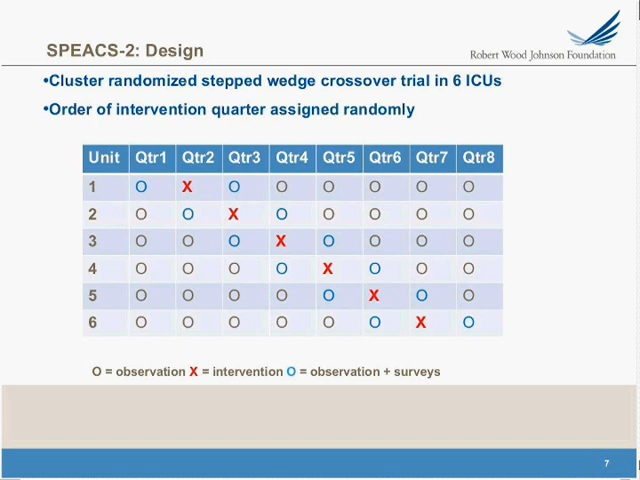 SPEACS-2: Design
Robert Wood Johnson Foundation
•Cluster randomized stepped wedge crossover trial in 6 ICUs
•Order of intervention quarter assigned randomly
Unit Qtr1 Qtr2 Qtr3 Qtr4 Qtr5 Qtr6 Qtr7 Qtr8
1 O X O O O O O O
2 O O X O O O O O
3 O O O X O O O O
4 O O O O X O O O
5 O O O O O X O O
6 O O O O O O X O
O = observation X = intervention O = observation + surveys
7